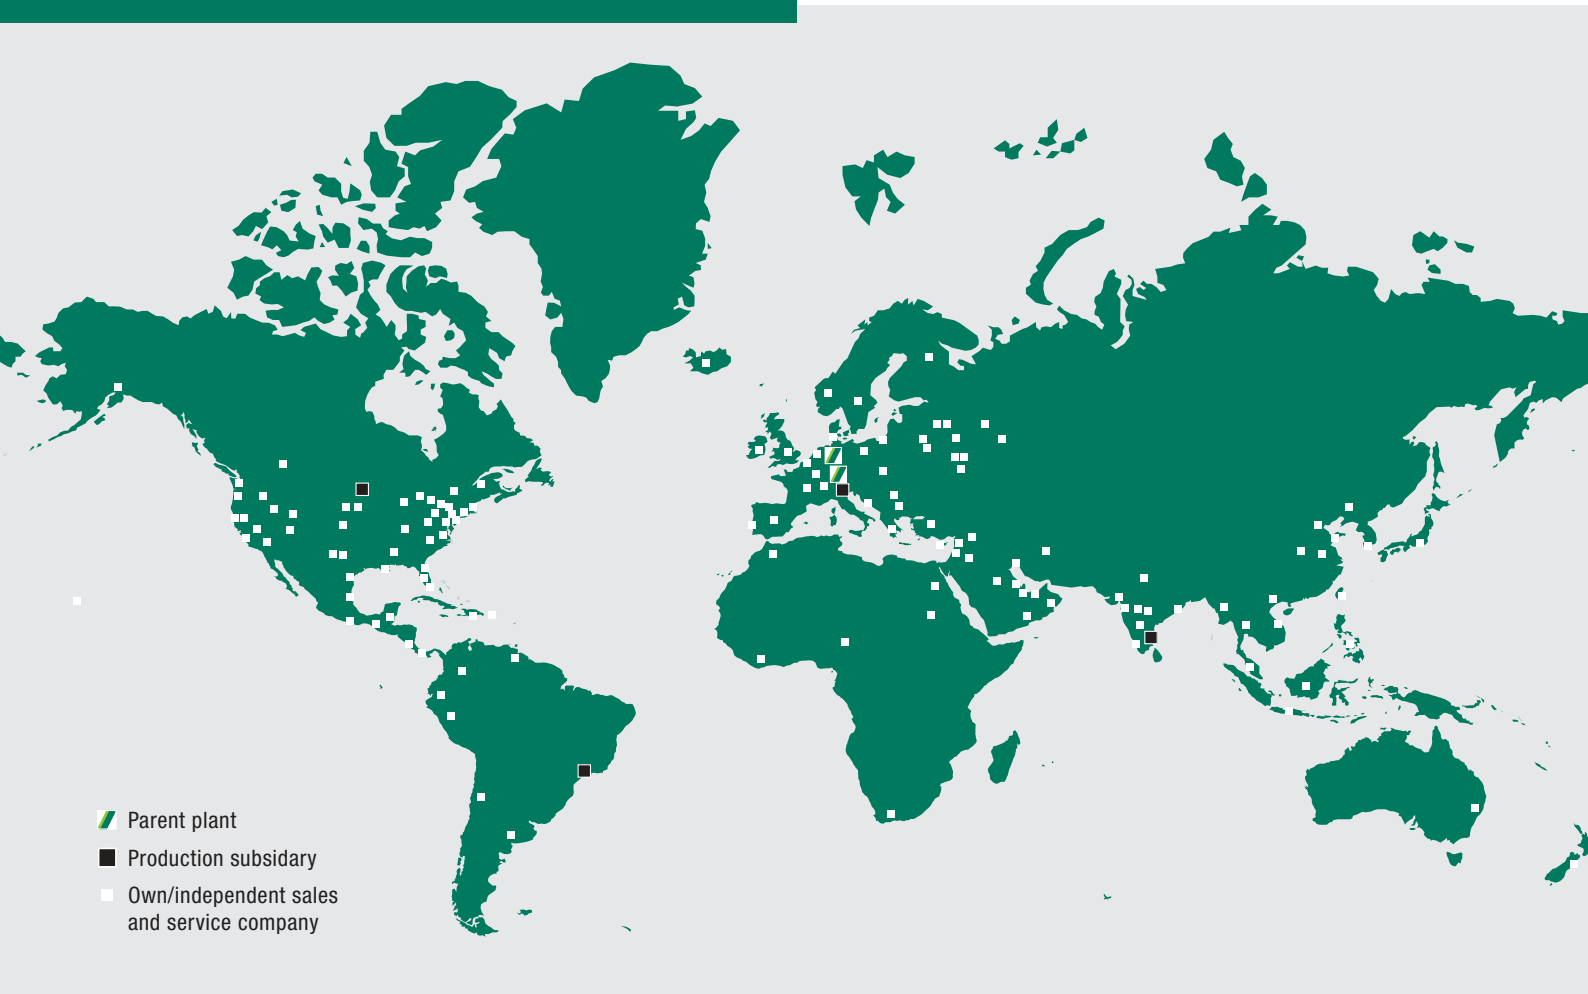 Parent plant
Production subsidary
Own/independent sales
and service company